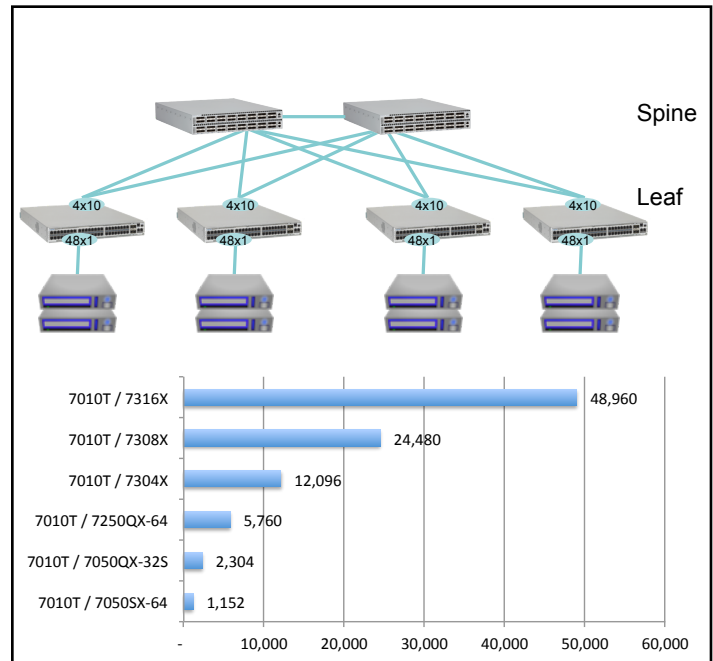 Spine
Leaf
4x10 4x10 4x10 4x10
48x1 48x1 48x1 48x1
7010T / 7316X 48,960
7010T / 7308X 24,480
7010T / 7304X 12,096
7010T / 7250QX-64 5,760
7010T / 7050QX-32S 2,304
7010T / 7050SX-64 1,152
- 10,000 20,000 30,000 40,000 50,000 60,000